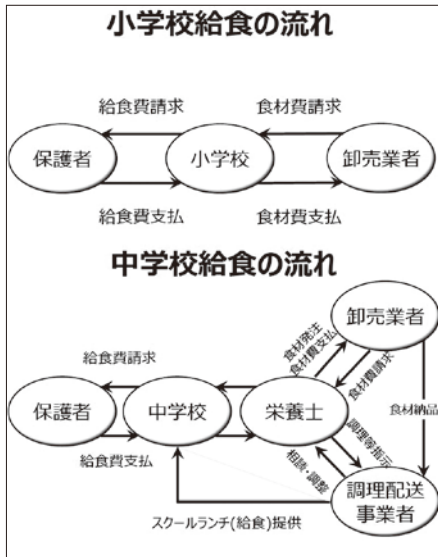 小学校給食の流れ
給食費請求
食材費請求
保護者
小学校
卸売業者
給食費支払
食材費支払
中学校給食の流れ
卸売業者
食材発注
食材費支払
給食費請求
食材費請求
保護者
中学校
栄養士
食材納品
給食費支払
調理等指示
相談・調整
調理配送
事業者
スクールランチ(給食)提供